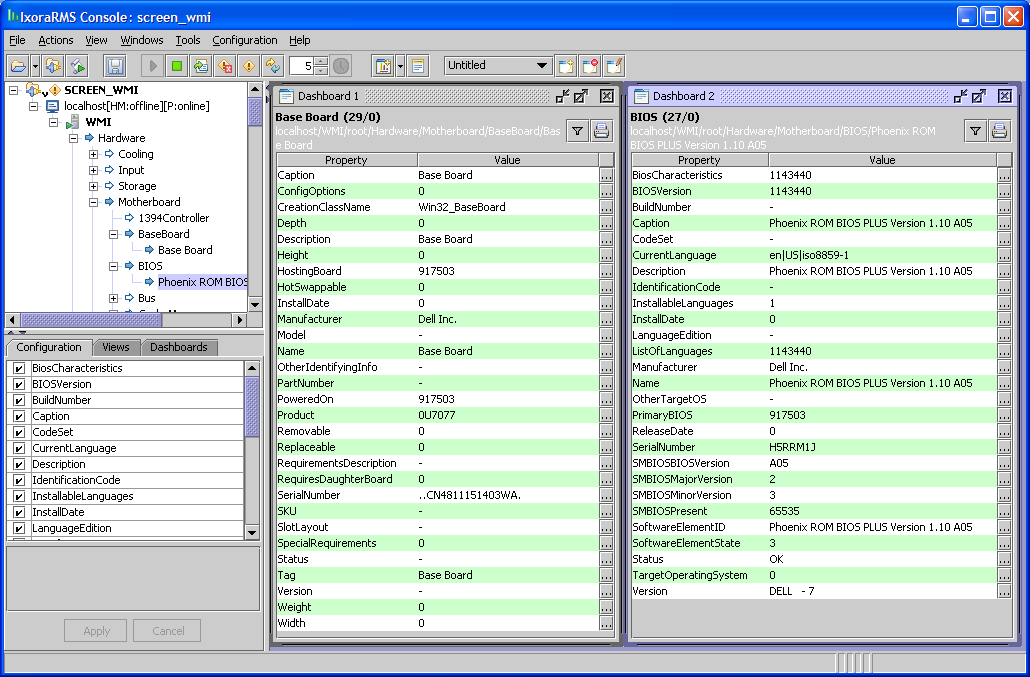 IxoraRMS Console: screen_wmi
File Actions View Windows Tools Configuration Help
5
Untitled
SCREEN_WMI
localhost[HM:offline][P:online]
WMI
Hardware
Cooling
Input
Storage
Motherboard
1394Controller
BaseBoard
Base Board
BIOS
Phoenix ROM BIOS
Bus
Configuration Views Dashboards
BiosCharacteristics
BIOSVersion
BuildNumber
Caption
CodeSet
CurrentLanguage
Description
IdentificationCode
InstallableLanguages
InstallDate
LanguageEdition
Apply Cancel
Dashboard 1
Base Board (29/0)
localhost/WMI/root/Hardware/Motherboard/BaseBoard/Bas
e Board
Property Value
Caption Base Board
ConfigOptions 0
CreationClassName Win32_BaseBoard
Depth 0
Description Base Board
Height 0
HostingBoard 917503
HotSwappable 0
InstallDate 0
Manufacturer Dell Inc.
Model -
Name Base Board
OtherIdentifyingInfo -
PartNumber -
PoweredOn 917503
Product 0U7077
Removable 0
Replaceable 0
RequirementsDescription -
RequiresDaughterBoard 0
SerialNumber ..CN4811151403WA.
SKU -
SlotLayout -
SpecialRequirements 0
Status -
Tag Base Board
Version -
Weight 0
Width 0
Dashboard 2
BIOS (27/0)
localhost/WMI/root/Hardware/Motherboard/BIOS/Phoenix ROM
BIOS PLUS Version 1.10 A05
Property Value
BiosCharacteristics 1143440
BIOSVersion 1143440
BuildNumber -
Caption Phoenix ROM BIOS PLUS Version 1.10 A05
CodeSet -
CurrentLanguage en|US|iso8859-1
Description Phoenix ROM BIOS PLUS Version 1.10 A05
IdentificationCode -
InstallableLanguages 1
InstallDate 0
LanguageEdition -
ListOfLanguages 1143440
Manufacturer Dell Inc.
Name Phoenix ROM BIOS PLUS Version 1.10 A05
OtherTargetOS -
PrimaryBIOS 917503
ReleaseDate 0
SerialNumber H5RRM1J
SMBIOSBIOSVersion A05
SMBIOSMajorVersion 2
SMBIOSMinorVersion 3
SMBIOSPresent 65535
SoftwareElementID Phoenix ROM BIOS PLUS Version 1.10 A05
SoftwareElementState 3
Status OK
TargetOperatingSystem 0
Version DELL - 7